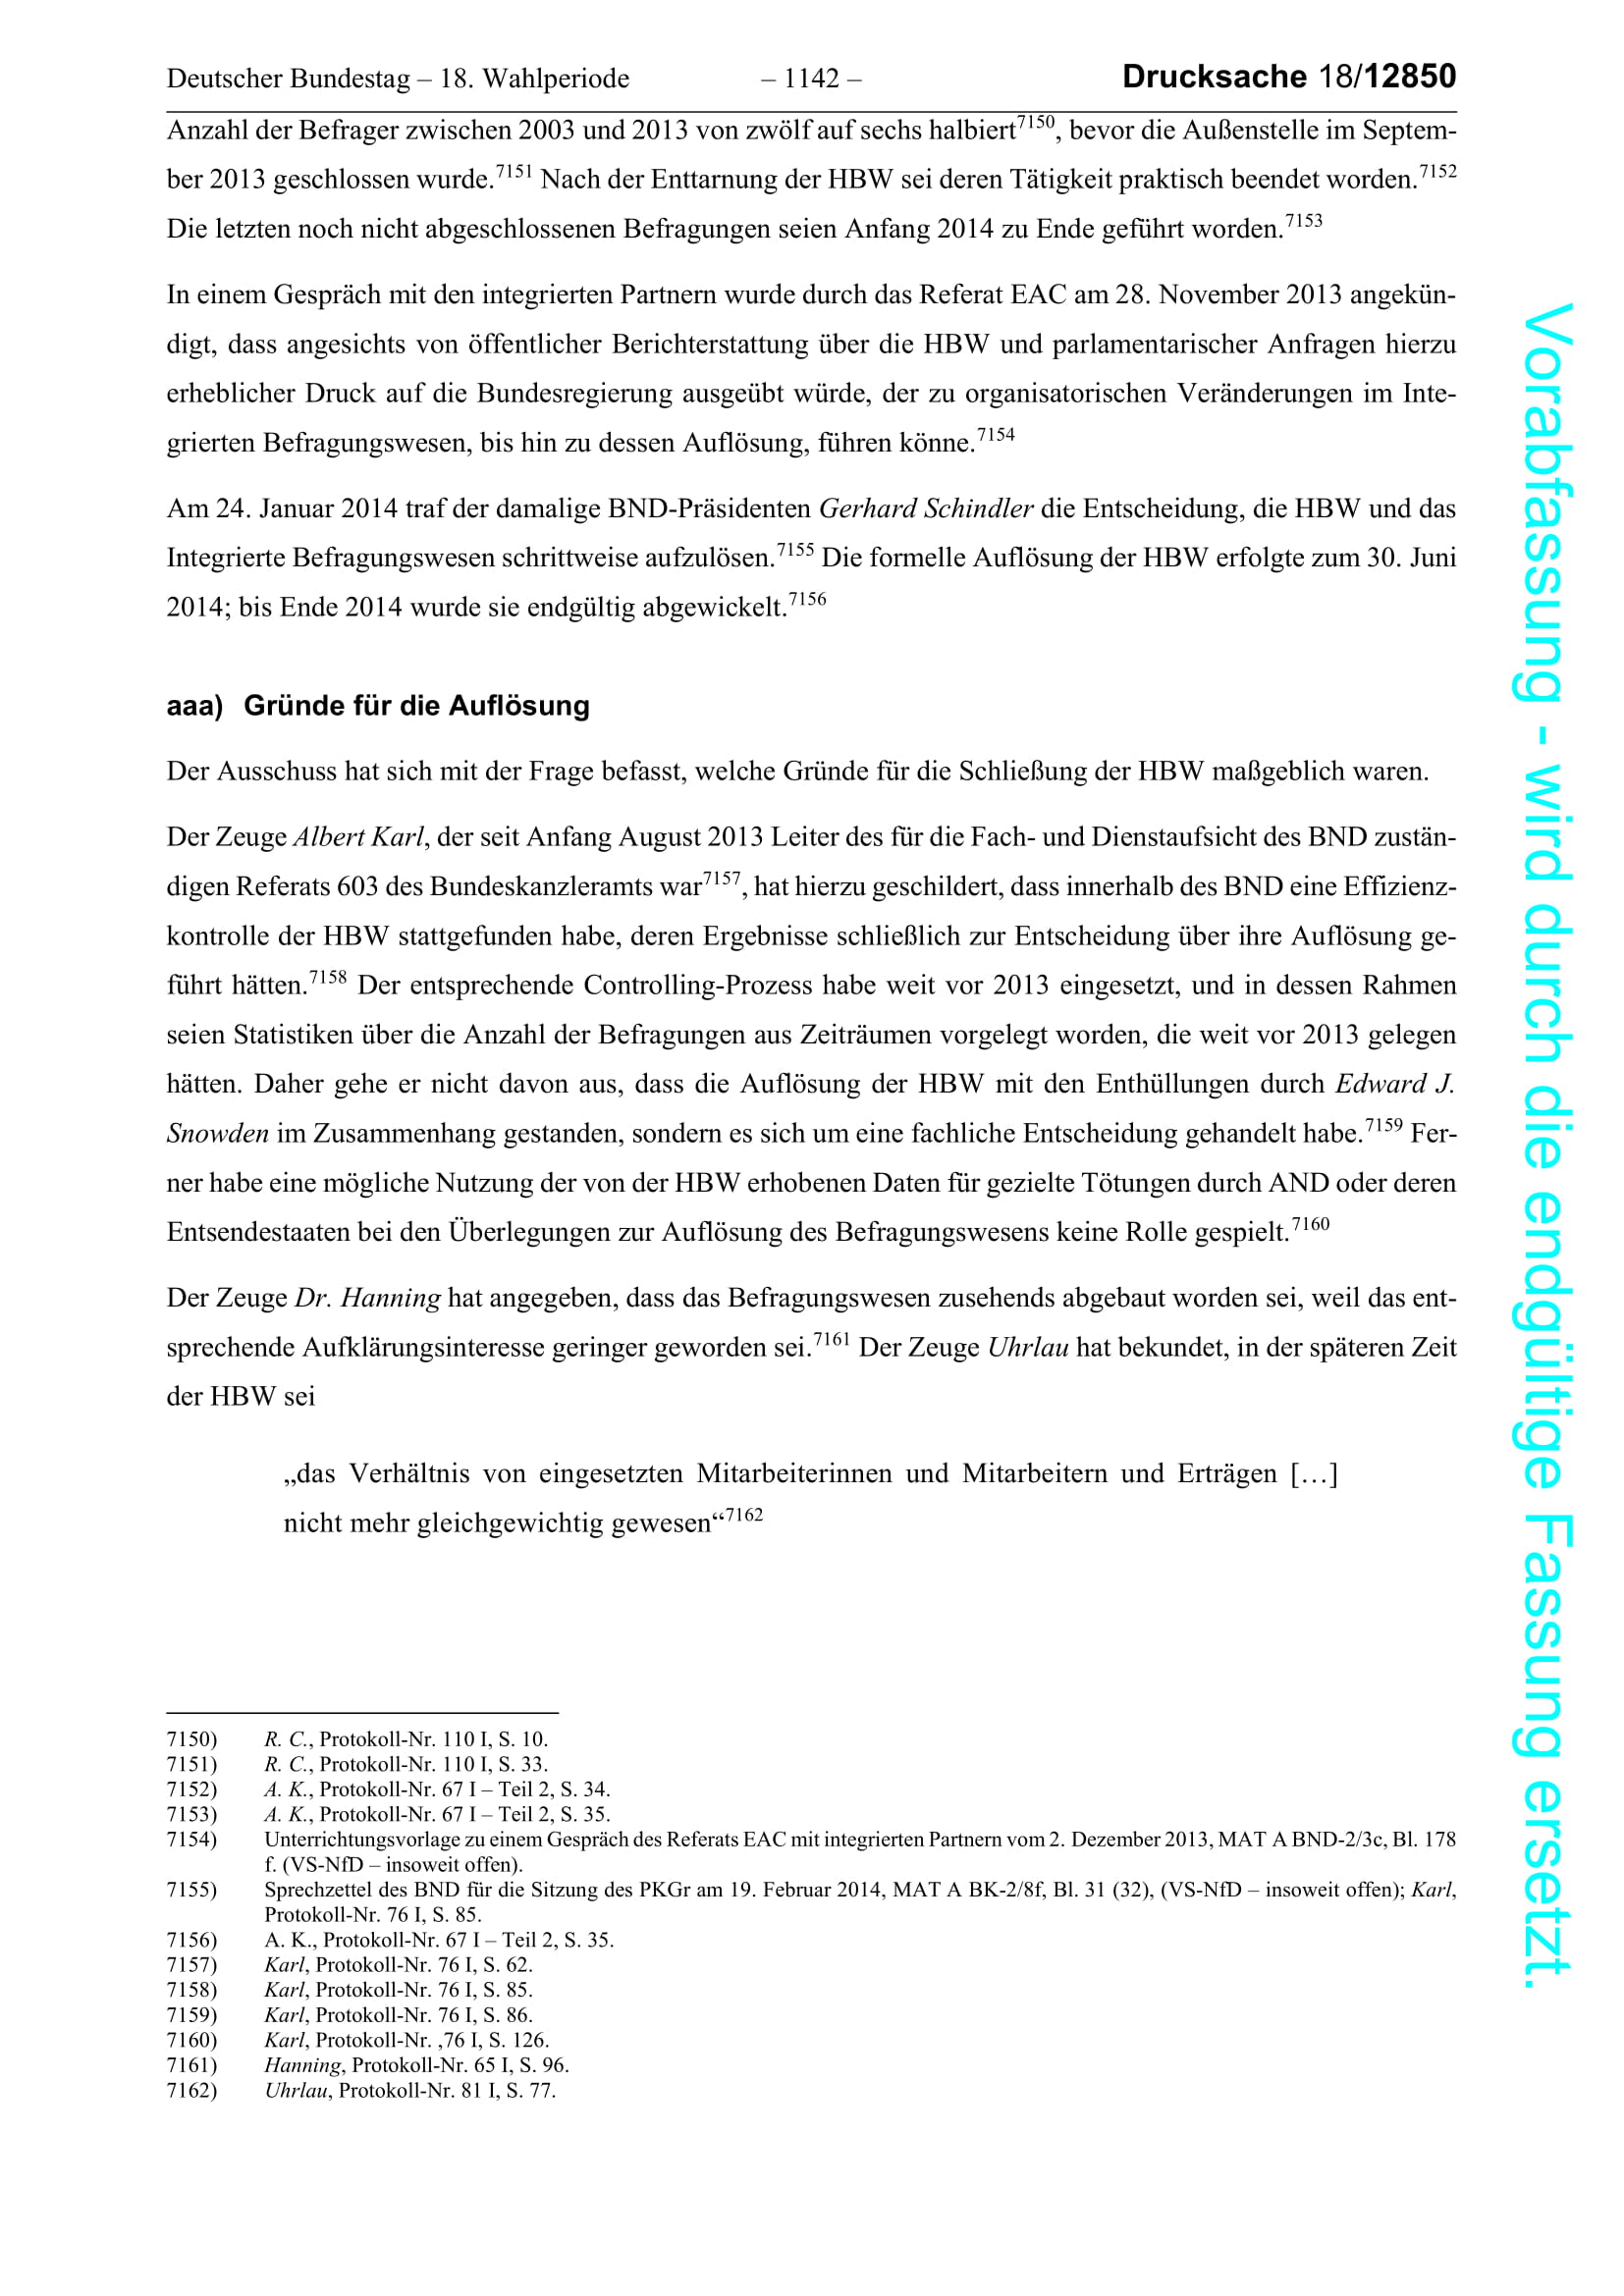 Deutscher Bundestag – 18. Wahlperiode – 1142 – Drucksache 18/12850
Anzahl der Befrager zwischen 2003 und 2013 von zwölf auf sechs halbiert7150, bevor die Außenstelle im Septem-
ber 2013 geschlossen wurde.7151 Nach der Enttarnung der HBW sei deren Tätigkeit praktisch beendet worden.7152
Die letzten noch nicht abgeschlossenen Befragungen seien Anfang 2014 zu Ende geführt worden.7153
In einem Gespräch mit den integrierten Partnern wurde durch das Referat EAC am 28. November 2013 angekün-
digt, dass angesichts von öffentlicher Berichterstattung über die HBW und parlamentarischer Anfragen hierzu
erheblicher Druck auf die Bundesregierung ausgeübt würde, der zu organisatorischen Veränderungen im Inte-
grierten Befragungswesen, bis hin zu dessen Auflösung, führen könne.7154
Am 24. Januar 2014 traf der damalige BND-Präsidenten Gerhard Schindler die Entscheidung, die HBW und das
Integrierte Befragungswesen schrittweise aufzulösen.7155 Die formelle Auflösung der HBW erfolgte zum 30. Juni
2014; bis Ende 2014 wurde sie endgültig abgewickelt.7156
aaa) Gründe für die Auflösung
Der Ausschuss hat sich mit der Frage befasst, welche Gründe für die Schließung der HBW maßgeblich waren.
Der Zeuge Albert Karl, der seit Anfang August 2013 Leiter des für die Fach- und Dienstaufsicht des BND zustän-
digen Referats 603 des Bundeskanzleramts war7157, hat hierzu geschildert, dass innerhalb des BND eine Effizienz-
kontrolle der HBW stattgefunden habe, deren Ergebnisse schließlich zur Entscheidung über ihre Auflösung ge-
führt hätten.7158 Der entsprechende Controlling-Prozess habe weit vor 2013 eingesetzt, und in dessen Rahmen
seien Statistiken über die Anzahl der Befragungen aus Zeiträumen vorgelegt worden, die weit vor 2013 gelegen
hätten. Daher gehe er nicht davon aus, dass die Auflösung der HBW mit den Enthüllungen durch Edward J.
Snowden im Zusammenhang gestanden, sondern es sich um eine fachliche Entscheidung gehandelt habe.7159 Fer-
ner habe eine mögliche Nutzung der von der HBW erhobenen Daten für gezielte Tötungen durch AND oder deren
Entsendestaaten bei den Überlegungen zur Auflösung des Befragungswesens keine Rolle gespielt.7160
Der Zeuge Dr. Hanning hat angegeben, dass das Befragungswesen zusehends abgebaut worden sei, weil das ent-
sprechende Aufklärungsinteresse geringer geworden sei.7161 Der Zeuge Uhrlau hat bekundet, in der späteren Zeit
der HBW sei
„das Verhältnis von eingesetzten Mitarbeiterinnen und Mitarbeitern und Erträgen […]
nicht mehr gleichgewichtig gewesen“7162
7150) R. C., Protokoll-Nr. 110 I, S. 10.
7151) R. C., Protokoll-Nr. 110 I, S. 33.
7152) A. K., Protokoll-Nr. 67 I – Teil 2, S. 34.
7153) A. K., Protokoll-Nr. 67 I – Teil 2, S. 35.
7154) Unterrichtungsvorlage zu einem Gespräch des Referats EAC mit integrierten Partnern vom 2. Dezember 2013, MAT A BND-2/3c, Bl. 178
f. (VS-NfD – insoweit offen).
7155) Sprechzettel des BND für die Sitzung des PKGr am 19. Februar 2014, MAT A BK-2/8f, Bl. 31 (32), (VS-NfD – insoweit offen); Karl,
Protokoll-Nr. 76 I, S. 85.
7156) A. K., Protokoll-Nr. 67 I – Teil 2, S. 35.
7157) Karl, Protokoll-Nr. 76 I, S. 62.
7158) Karl, Protokoll-Nr. 76 I, S. 85.
7159) Karl, Protokoll-Nr. 76 I, S. 86.
7160) Karl, Protokoll-Nr. ,76 I, S. 126.
7161) Hanning, Protokoll-Nr. 65 I, S. 96.
7162) Uhrlau, Protokoll-Nr. 81 I, S. 77.
Vorabfassung - wird durch die endgültige Fassung ersetzt.